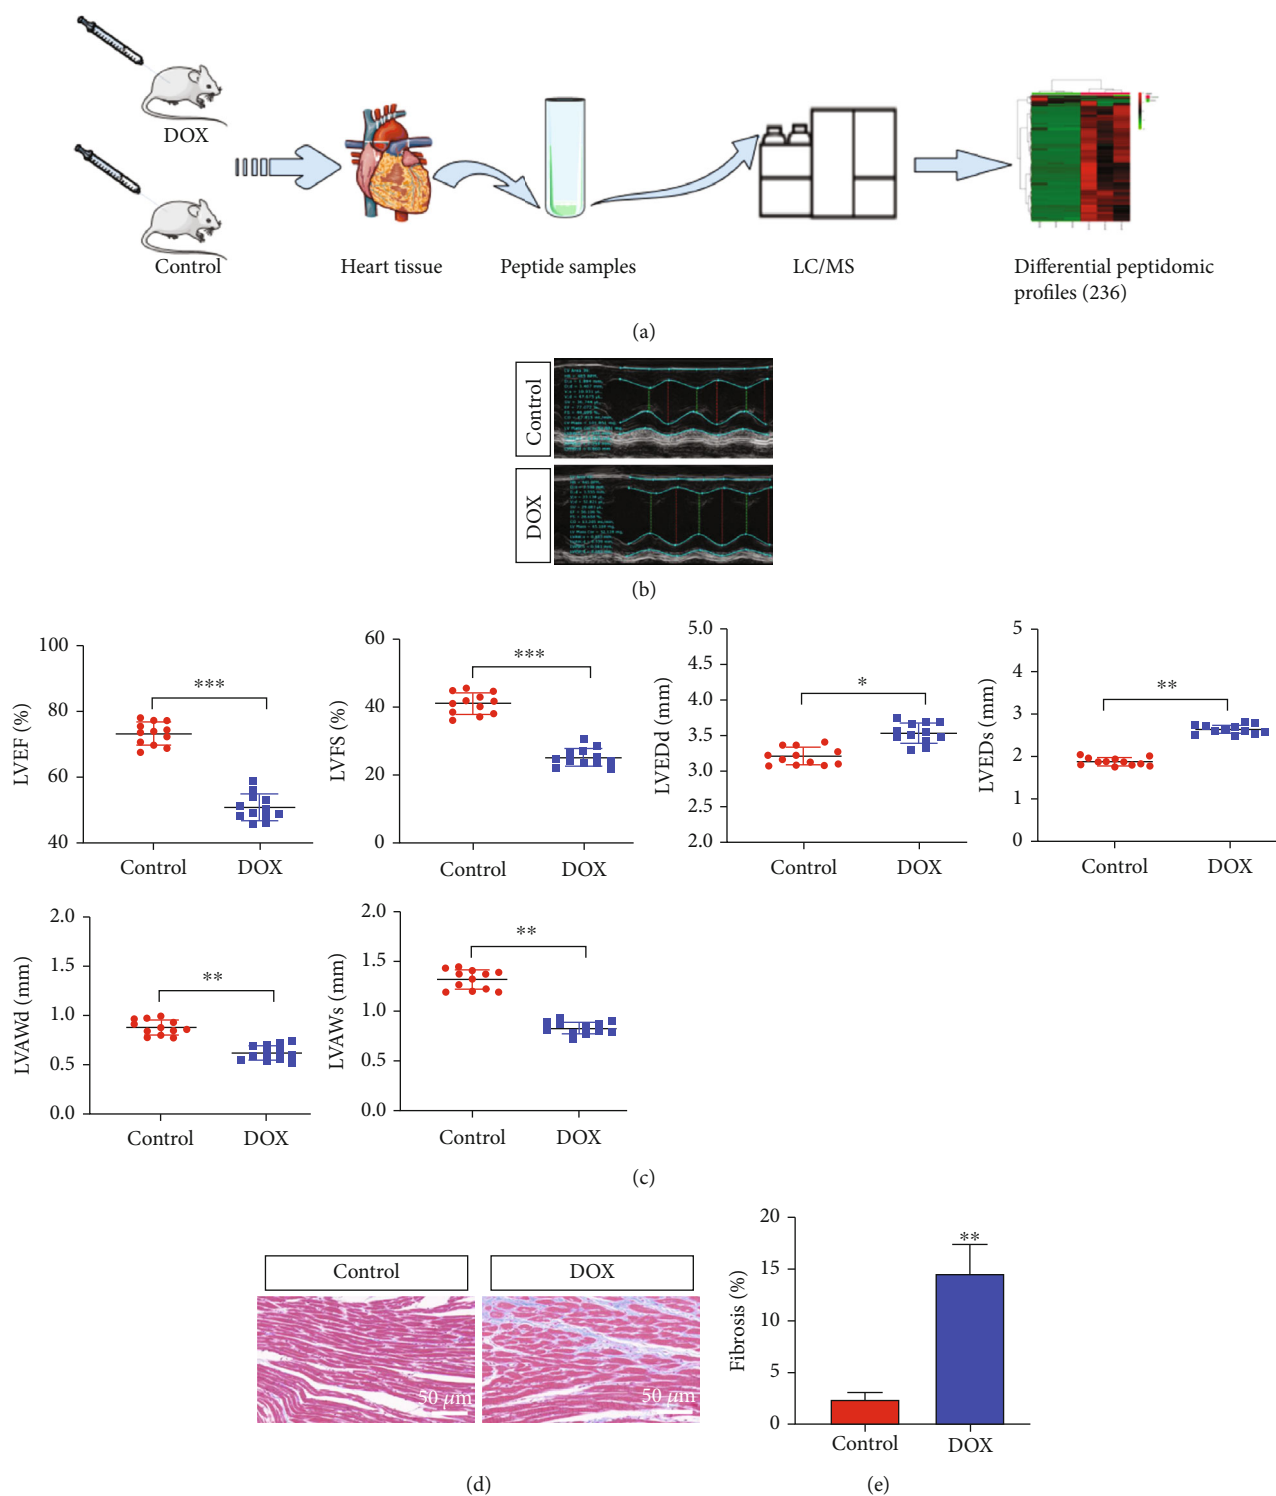 DOX
Control
Heart tissue
Peptide samples
LC/MS
Differential peptidomic
profiles (236)
(a)
Control
DOX
(b)
LVEF (%)
100
80
60
40
***
Control
DOX
LVFS (%)
60
40
20
0
***
Control
DOX
LVEDd (mm)
5.0
4.5
4.0
3.5
3.0
2.5
2.0
*
Control
DOX
LVEDs (mm)
5
4
3
2
1
0
**
Control
DOX
LVAWd (mm)
2.0
1.5
1.0
0.5
0.0
**
Control
DOX
LVAWs (mm)
2.0
1.5
1.0
0.5
0.0
**
Control
DOX
(c)
Control
DOX
50 μm
50 μm
(d)
Fibrosis (%)
20
15
10
5
0
**
Control
DOX
(e)